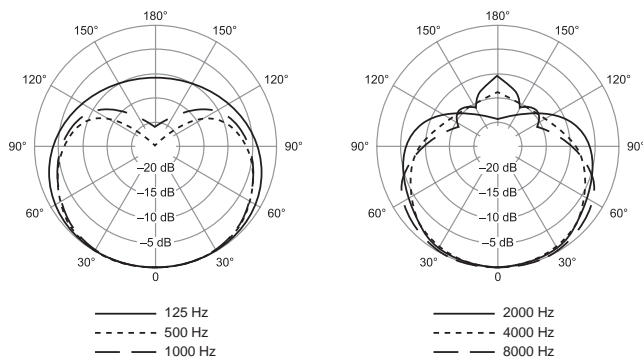 180°
150° 150°
120° 120°
90° 90°
60° 60°
30° 30°
0
–20 dB
–15 dB
–10 dB
–5 dB
125 Hz
500 Hz
1000 Hz
180°
150° 150°
120° 120°
90° 90°
60° 60°
30° 30°
0
–20 dB
–15 dB
–10 dB
–5 dB
2000 Hz
4000 Hz
8000 Hz